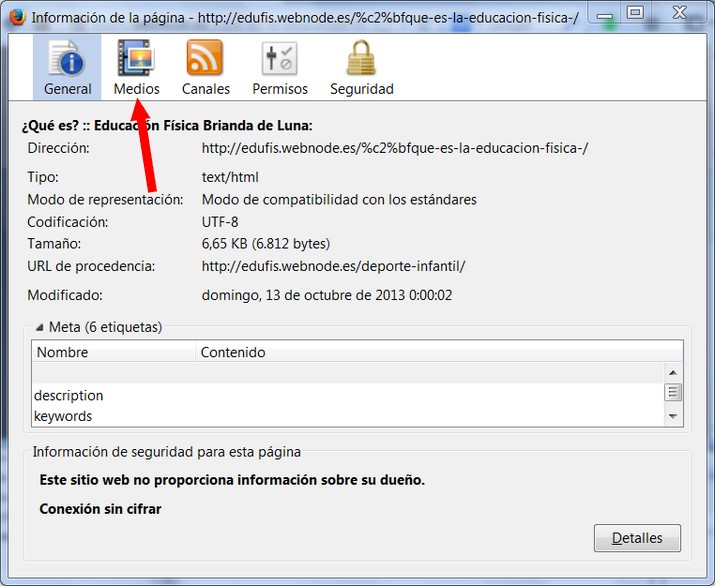 Información de la página - http://edufis.webnode.es/%c2%bfque-es-la-educacion-fisica-/
General Medios Canales Permisos Seguridad
¿Qué es? :: Educación Física Brianda de Luna:
Dirección: http://edufis.webnode.es/%c2%bfque-es-la-educacion-fisica-/
Tipo: text/html
Modo de representación: Modo de compatibilidad con los estándares
Codificación: UTF-8
Tamaño: 6,65 KB (6.812 bytes)
URL de procedencia: http://edufis.webnode.es/deporte-infantil/
Modificado: domingo, 13 de octubre de 2013 0:00:02
Meta (6 etiquetas)
Nombre Contenido
description
keywords
Información de seguridad para esta página
Este sitio web no proporciona información sobre su dueño.
Conexión sin cifrar
Detalles